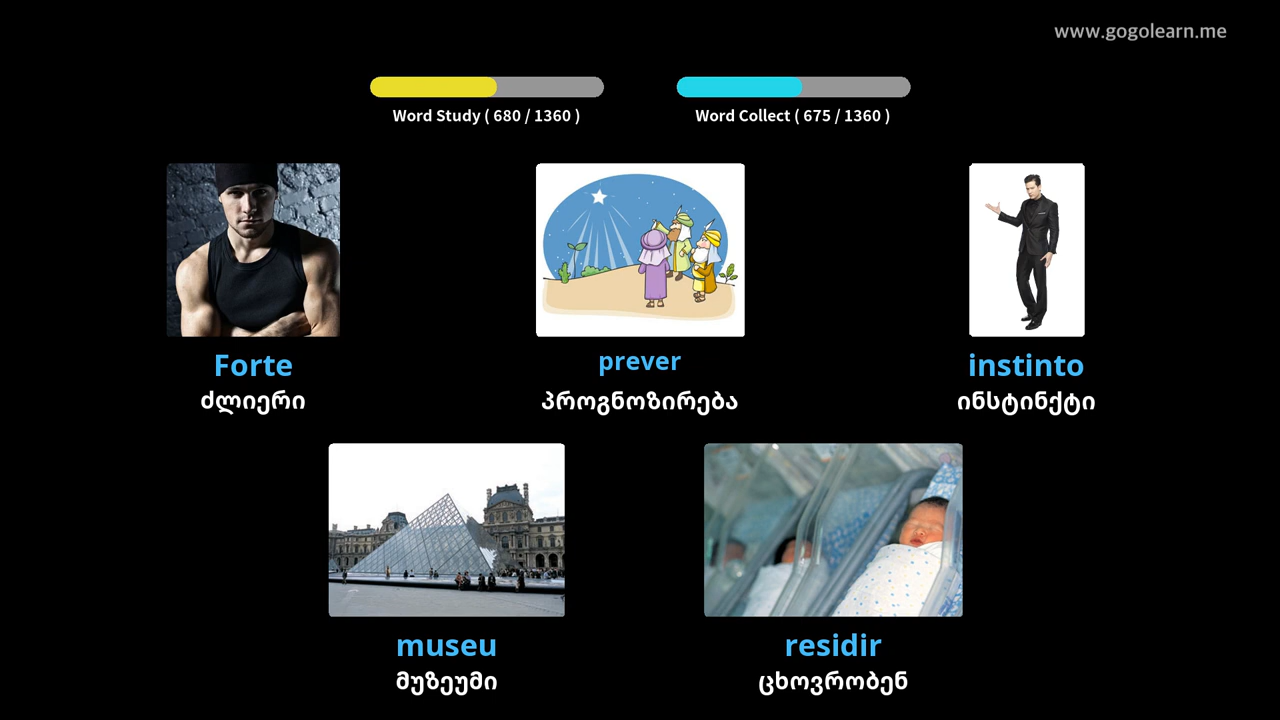 www.gogolearn.me
Word Study ( 680 / 1360 )
Word Collect ( 675 / 1360 )
Forte
ძლიერი
prever
პროგნოზირება
instinto
ინსტინქტი
museu
მუზეუმი
residir
ცხოვრობენ